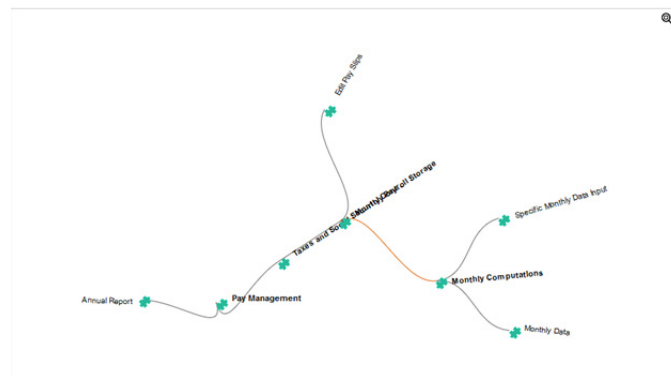 Edit Pay Slips
Monthly Payroll Storage
Taxes and
Specific Monthly Data Input
Monthly Computations
Pay Management
Annual Report
Monthly Data